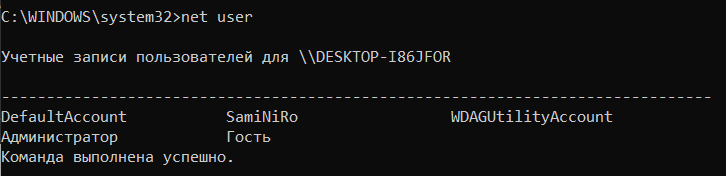 C:\WINDOWS\system32>net user
Учетные записи пользователей для \\DESKTOP-I86JFOR
-------------------------------------------------------------------------------
DefaultAccount           SamiNiRo                 WDAGUtilityAccount
Администратор            Гость
Команда выполнена успешно.